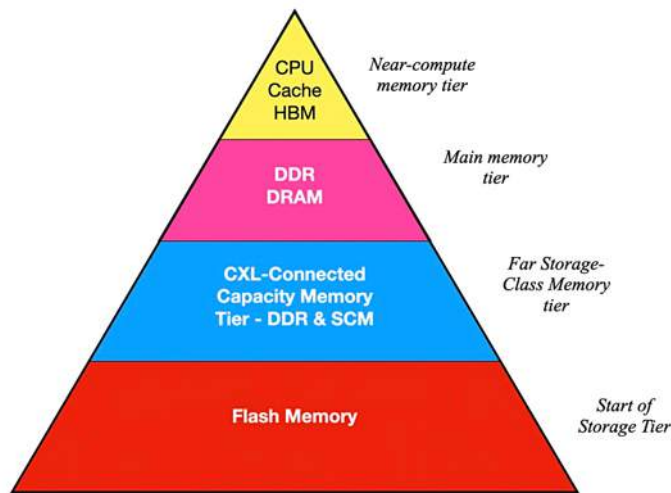 CPU
Cache
HBM
Near-compute
memory tier
DDR
DRAM
Main memory
tier
CXL-Connected
Capacity Memory
Tier - DDR & SCM
Far Storage-
Class Memory
tier
Flash Memory
Start of
Storage Tier